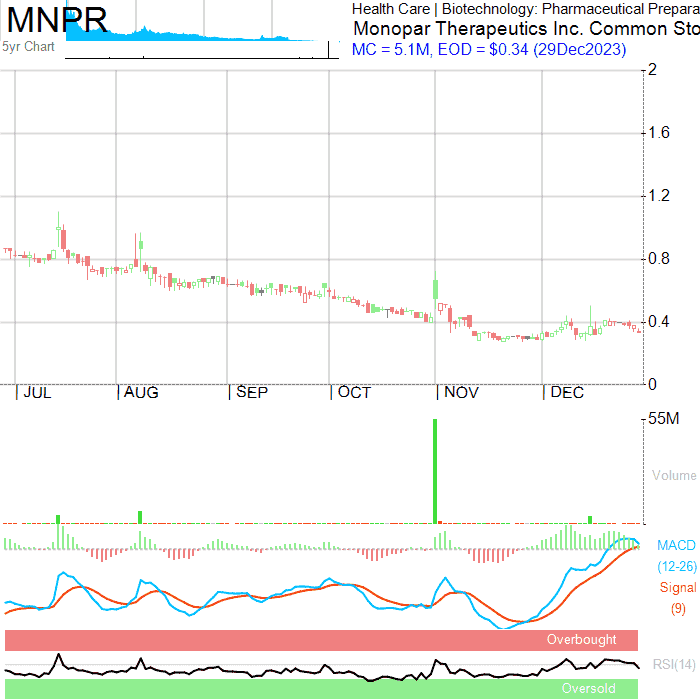 MNPR
5yr Chart
Health Care | Biotechnology: Pharmaceutical Prepara
Monopar Therapeutics Inc. Common Sto
MC = 5.1M, EOD = $0.34 (29Dec2023)
2
1.6
1.2
0.8
0.4
0
JUL AUG SEP OCT NOV DEC
55M
Volume
MACD
(12-26)
Signal
(9)
Overbought
RSI(14)
Oversold